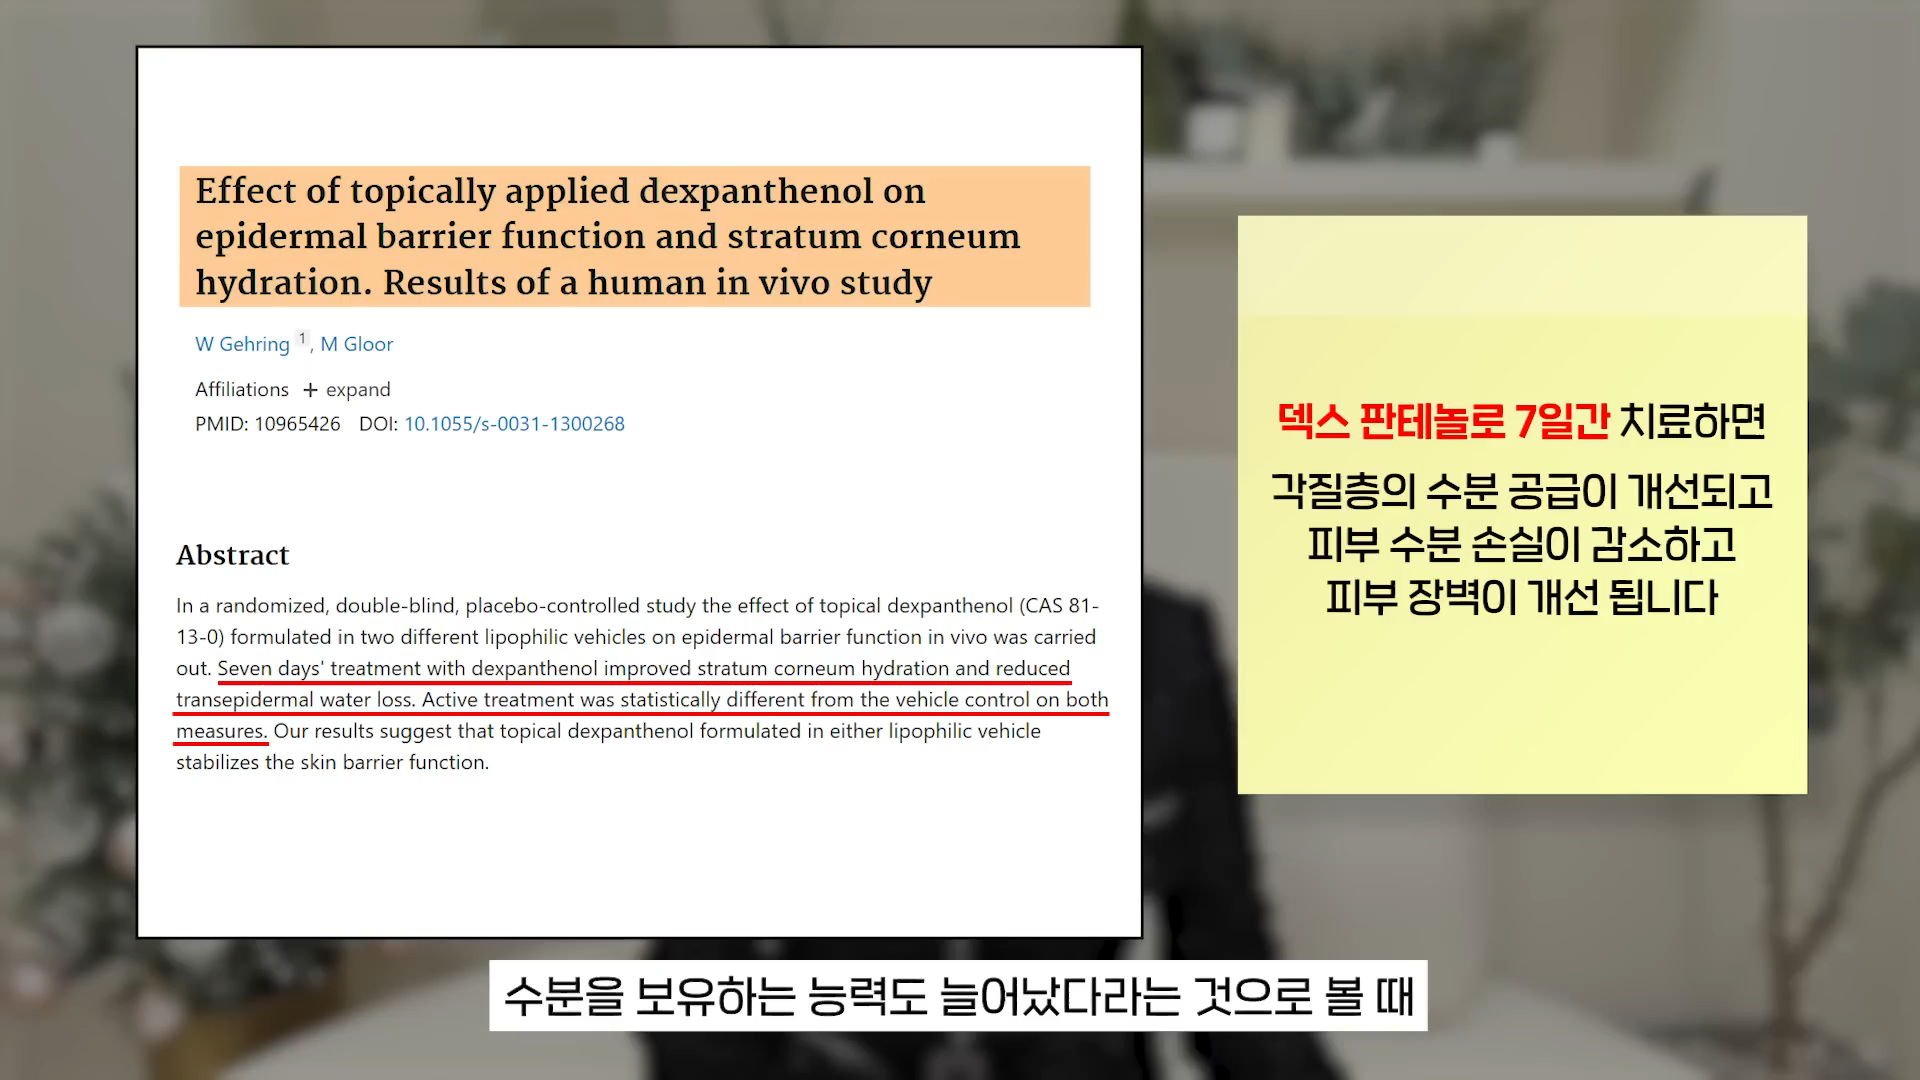 Effect of topically applied dexpanthenol on
epidermal barrier function and stratum corneum
hydration. Results of a human in vivo study
W Gehring 1, M Gloor
Affiliations + expand
PMID: 10965426 DOI: 10.1055/s-0031-1300268
Abstract
In a randomized, double-blind, placebo-controlled study the effect of topical dexpanthenol (CAS 81-
13-0) formulated in two different lipophilic vehicles on epidermal barrier function in vivo was carried
out. Seven days' treatment with dexpanthenol improved stratum corneum hydration and reduced
transepidermal water loss. Active treatment was statistically different from the vehicle control on both
measures. Our results suggest that topical dexpanthenol formulated in either lipophilic vehicle
stabilizes the skin barrier function.
덱스 판테놀로 7일간 치료하면
각질층의 수분 공급이 개선되고
피부 수분 손실이 감소하고
피부 장벽이 개선 됩니다
수분을 보유하는 능력도 늘어났다라는 것으로 볼 때